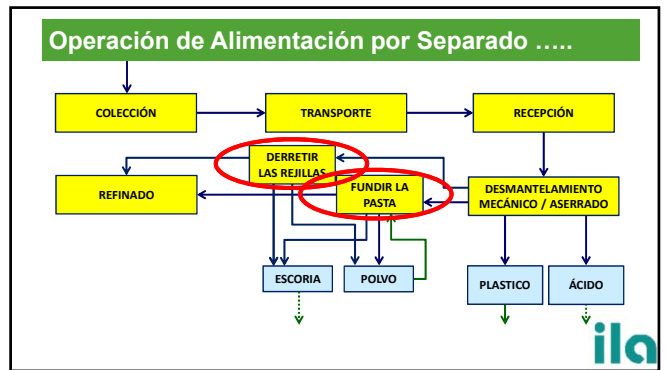 Operación de Alimentación por Separado …..
COLECCIÓN
TRANSPORTE
RECEPCIÓN
DERRETIR
LAS REJILLAS
REFINADO
FUNDIR LA
PASTA
DESMANTELAMIENTO
MECÁNICO / ASERRADO
ESCORIA
POLVO
PLASTICO
ÁCIDO
ila